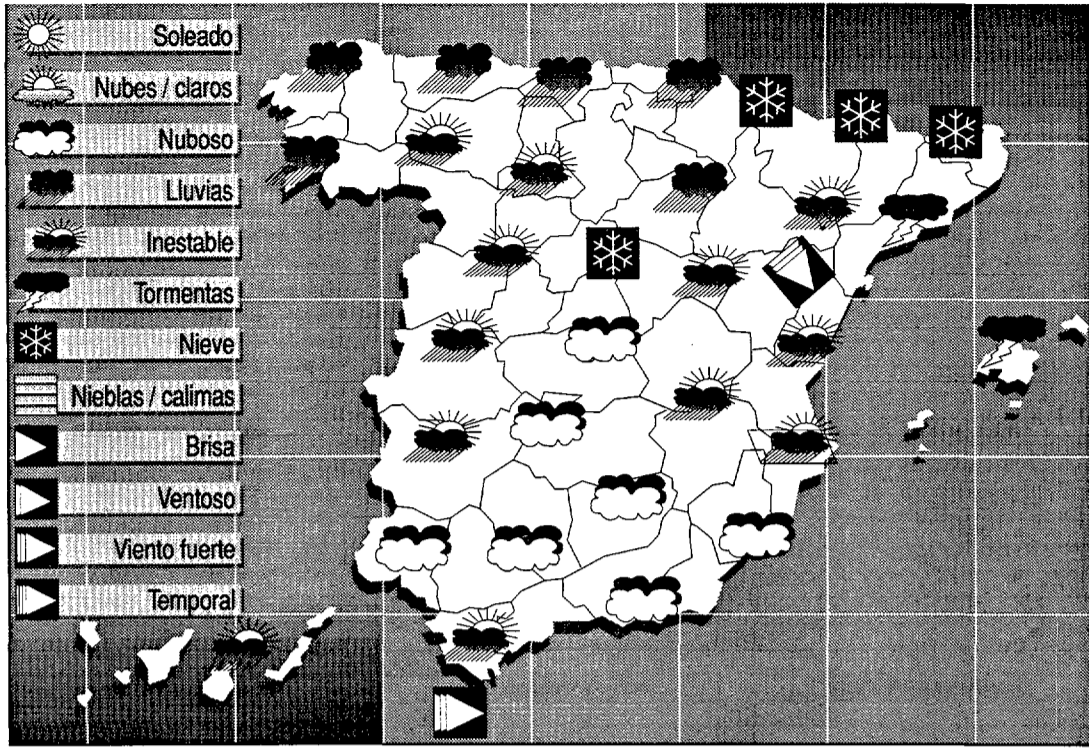 Soleado
Nubes / claros
Nuboso
Lluvias
Inestable
Tormentas
Nieve
Nieblas / calimas
Brisa
Ventoso
Viento fuerte
Temporal